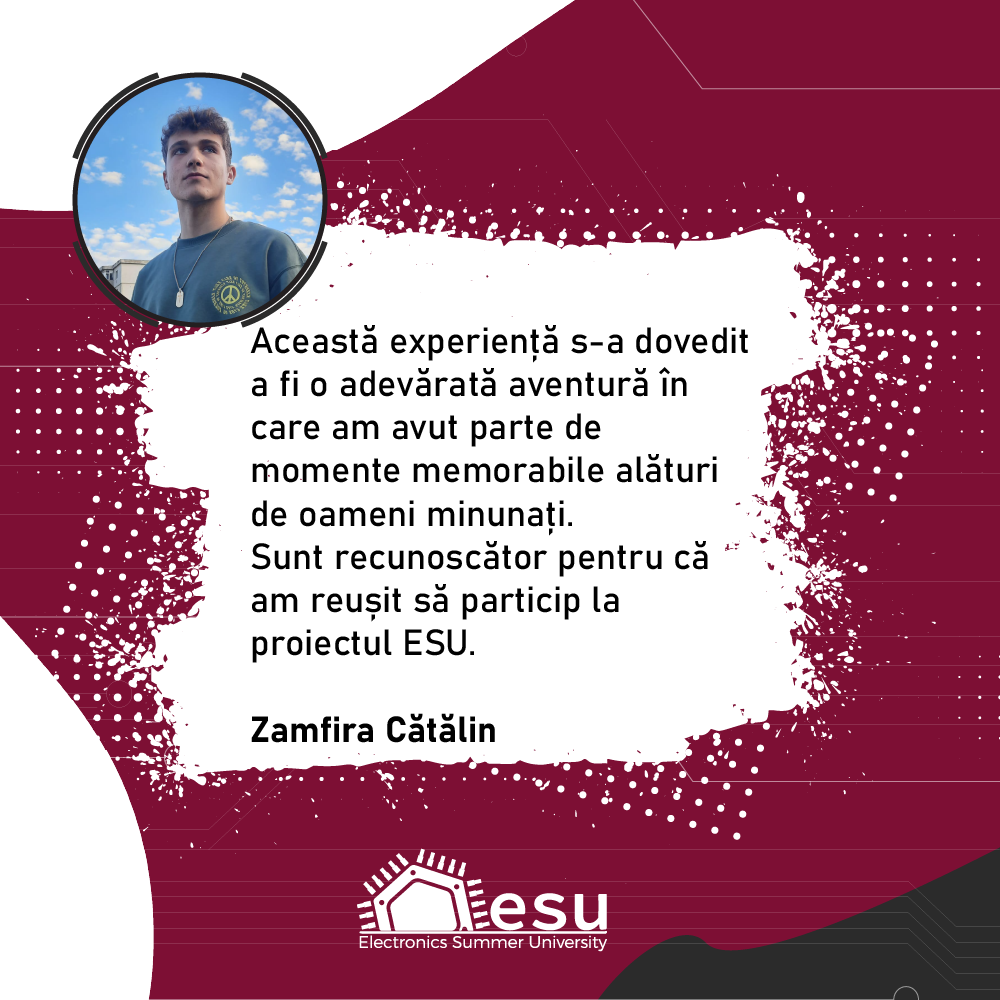 Această experiență s-a dovedit
a fi o adevărată aventură în
care am avut parte de
momente memorabile alături
de oameni minunați.
Sunt recunoscător pentru că
am reușit să particip la
proiectul ESU.
Zamfira Cătălin
esu
Electronics Summer University